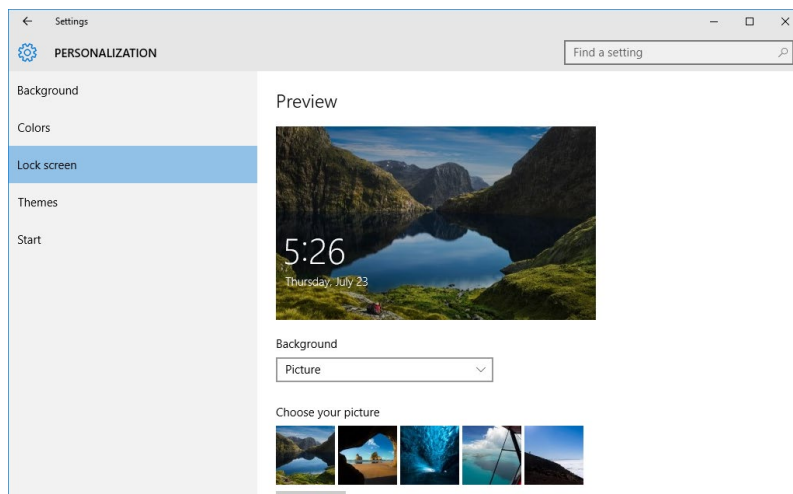 Settings
PERSONALIZATION
Find a setting
Background
Colors
Lock screen
Themes
Start
Preview
5:26
Thursday, July 23
Background
Picture
Choose your picture